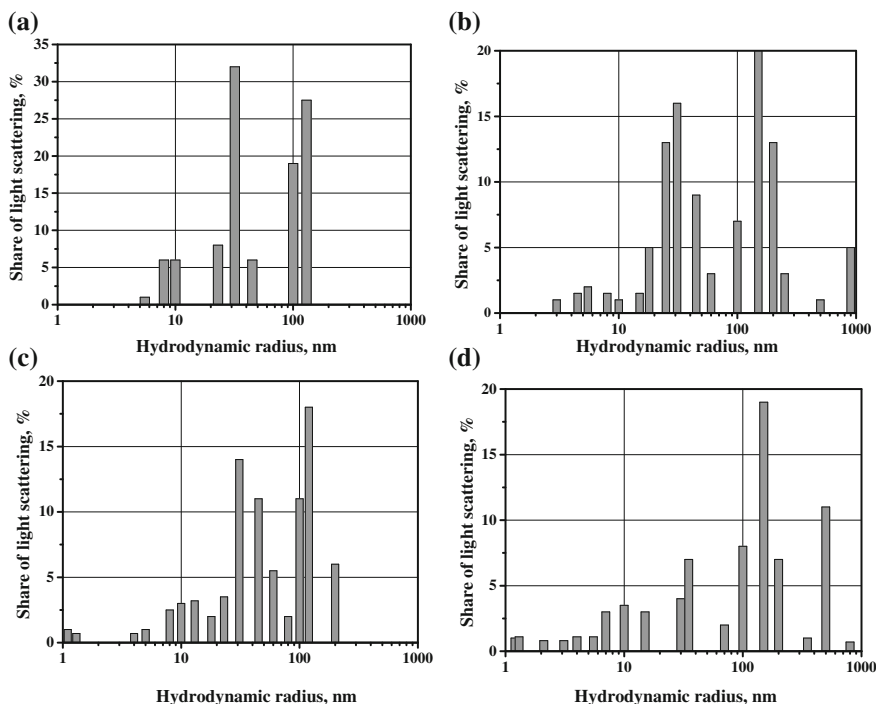 (a)
35
30
25
20
15
10
5
0
Share of light scattering, %
1 10 100 1000
Hydrodynamic radius, nm
(b)
20
15
10
5
0
Share of light scattering, %
1 10 100 1000
Hydrodynamic radius, nm
(c)
20
15
10
5
0
Share of light scattering, %
1 10 100 1000
Hydrodynamic radius, nm
(d)
20
15
10
5
0
Share of light scattering, %
1 10 100 1000
Hydrodynamic radius, nm